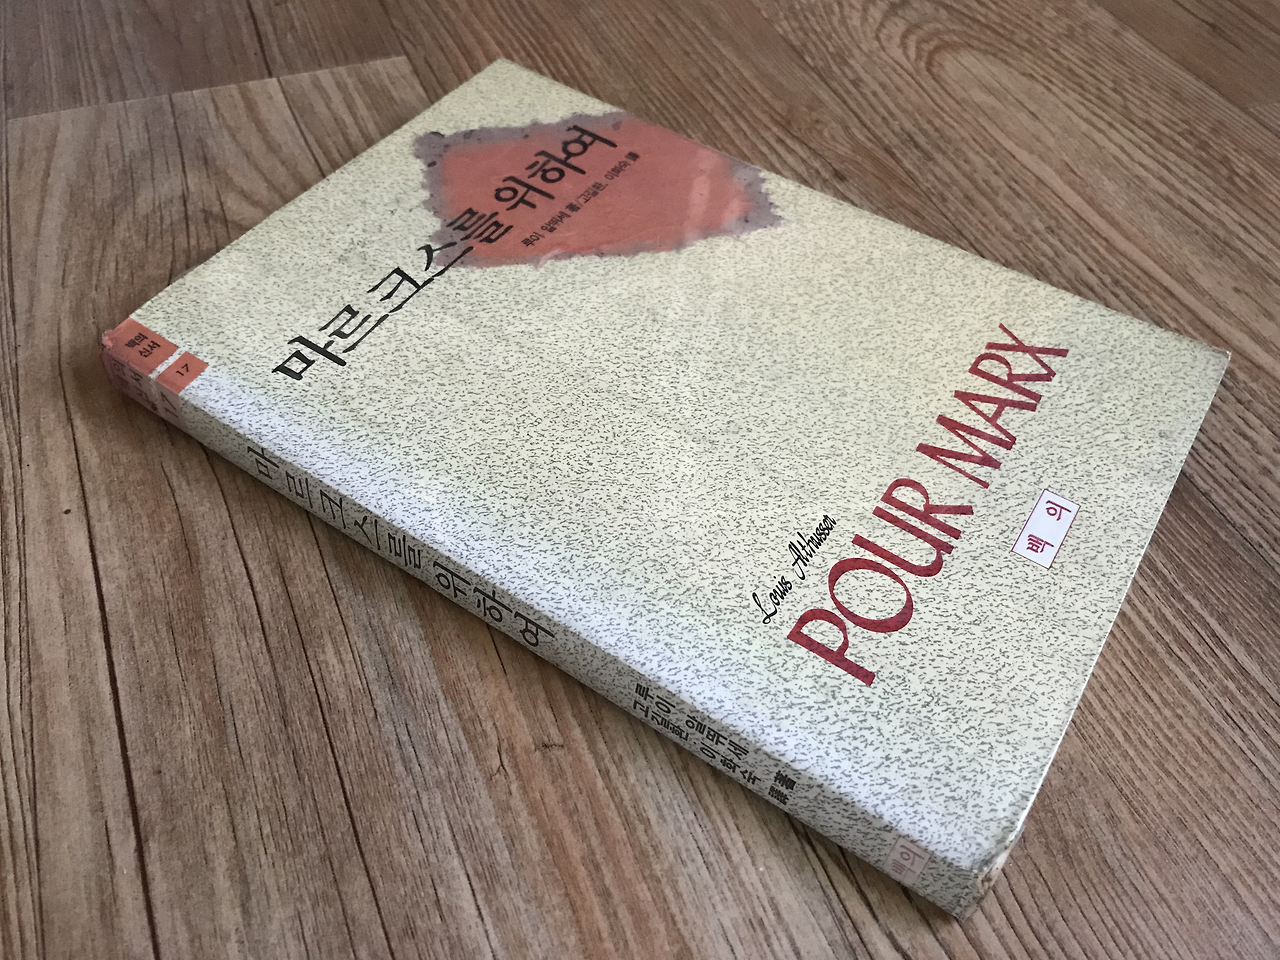 마르크스를 위하여
루이 알뛰세 著/고길환, 이화숙 譯
Louis Althusser
POUR MARX
백의
백의
신서
17
마르크스를 위하여
루이 알뛰세 著
고길환·이화숙 譯
백의